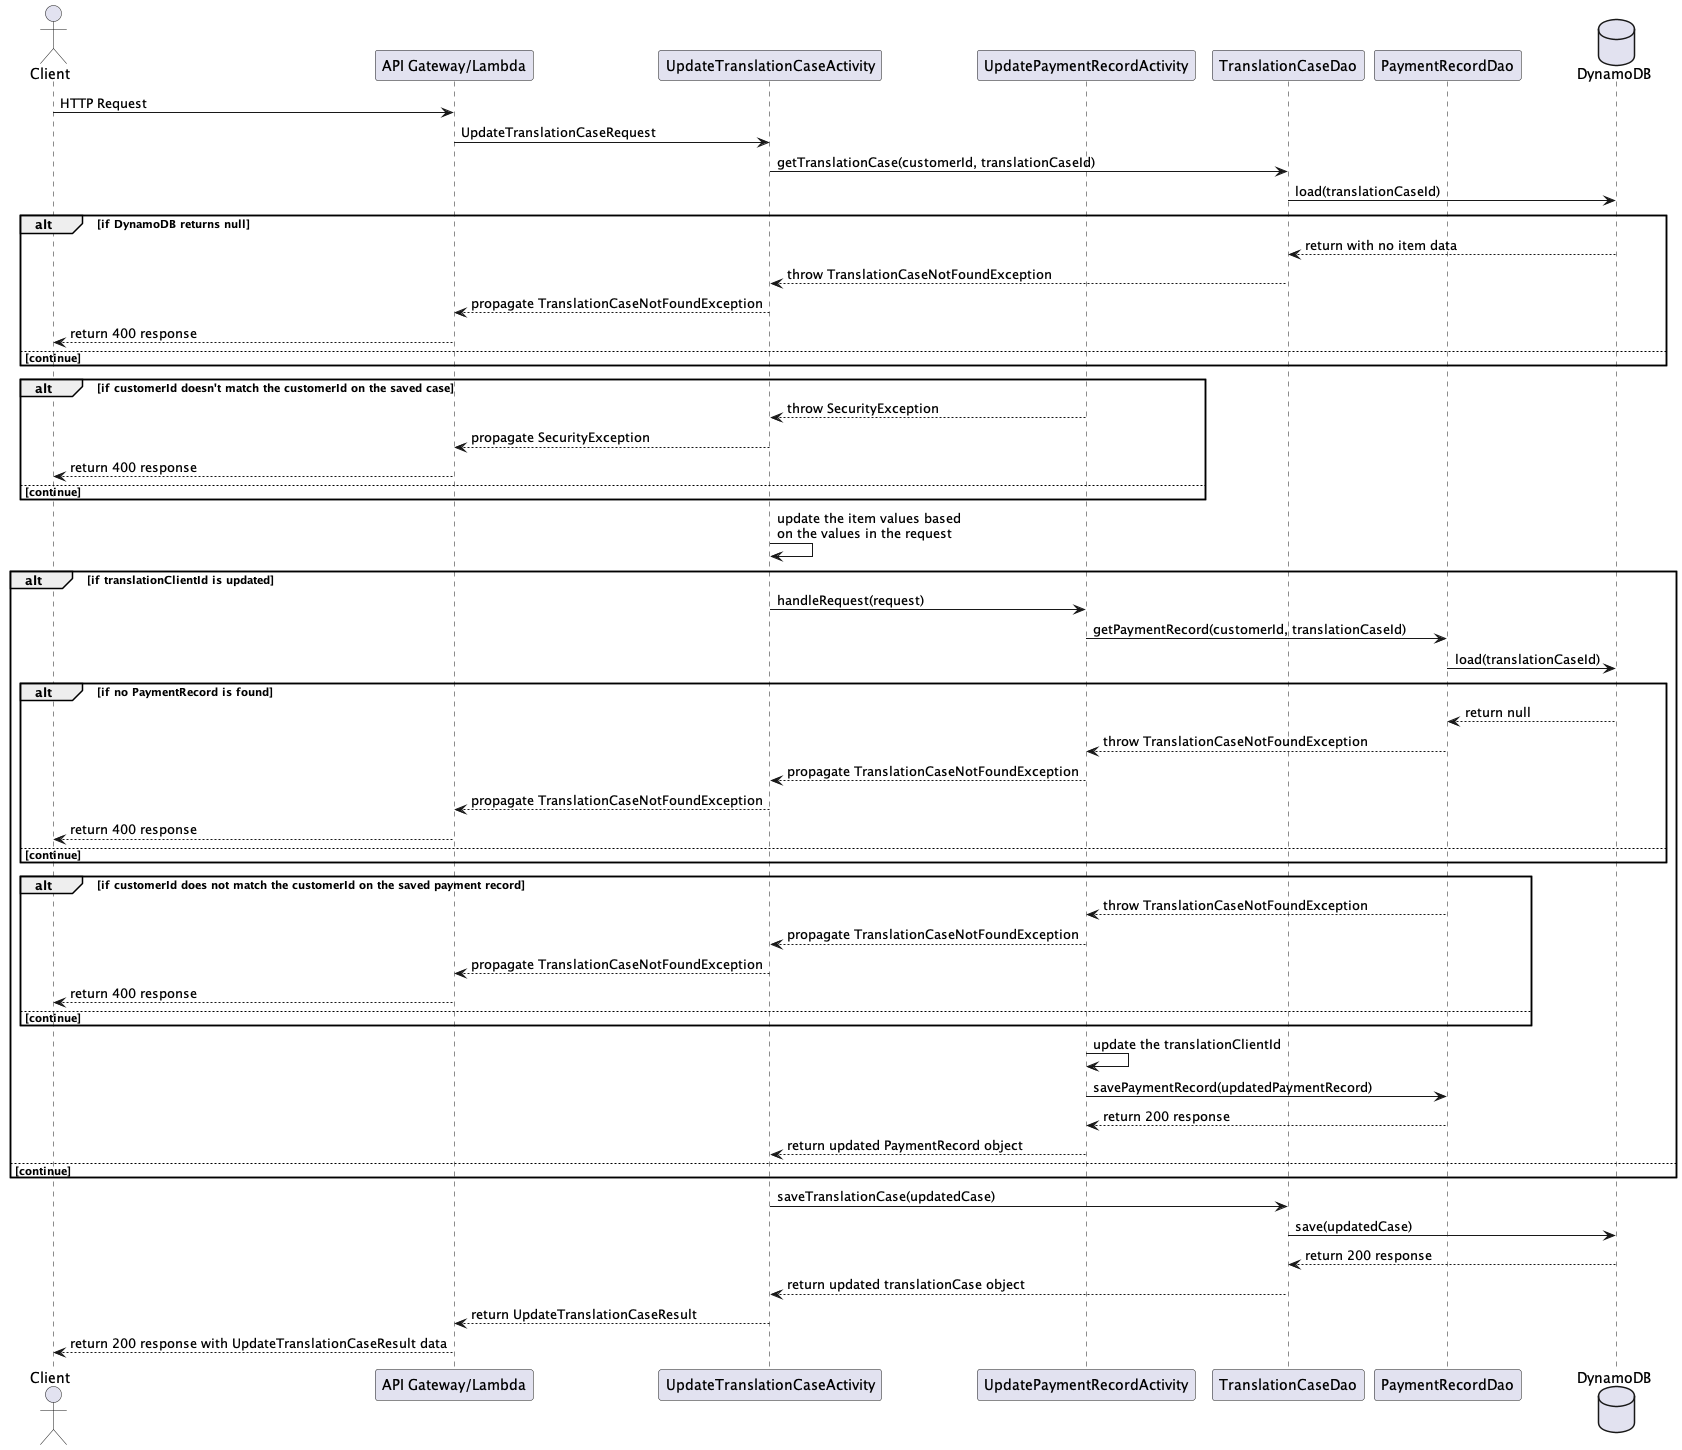 Client
API Gateway/Lambda
UpdateTranslationCaseActivity
UpdatePaymentRecordActivity
TranslationCaseDao
PaymentRecordDao
DynamoDB
HTTP Request
UpdateTranslationCaseRequest
getTranslationCase(customerId, translationCaseId)
load(translationCaseId)
alt [if DynamoDB returns null]
return with no item data
throw TranslationCaseNotFoundException
propagate TranslationCaseNotFoundException
return 400 response
[continue]
alt [if customerId doesn't match the customerId on the saved case]
throw SecurityException
propagate SecurityException
return 400 response
[continue]
update the item values based
on the values in the request
alt [if translationClientId is updated]
handleRequest(request)
getPaymentRecord(customerId, translationCaseId)
load(translationCaseId)
alt [if no PaymentRecord is found]
return null
throw TranslationCaseNotFoundException
propagate TranslationCaseNotFoundException
propagate TranslationCaseNotFoundException
return 400 response
[continue]
alt [if customerId does not match the customerId on the saved payment record]
throw TranslationCaseNotFoundException
propagate TranslationCaseNotFoundException
propagate TranslationCaseNotFoundException
return 400 response
[continue]
update the translationClientId
savePaymentRecord(updatedPaymentRecord)
return 200 response
return updated PaymentRecord object
[continue]
saveTranslationCase(updatedCase)
save(updatedCase)
return 200 response
return updated translationCase object
return UpdateTranslationCaseResult
return 200 response with UpdateTranslationCaseResult data
Client
API Gateway/Lambda
UpdateTranslationCaseActivity
UpdatePaymentRecordActivity
TranslationCaseDao
PaymentRecordDao
DynamoDB